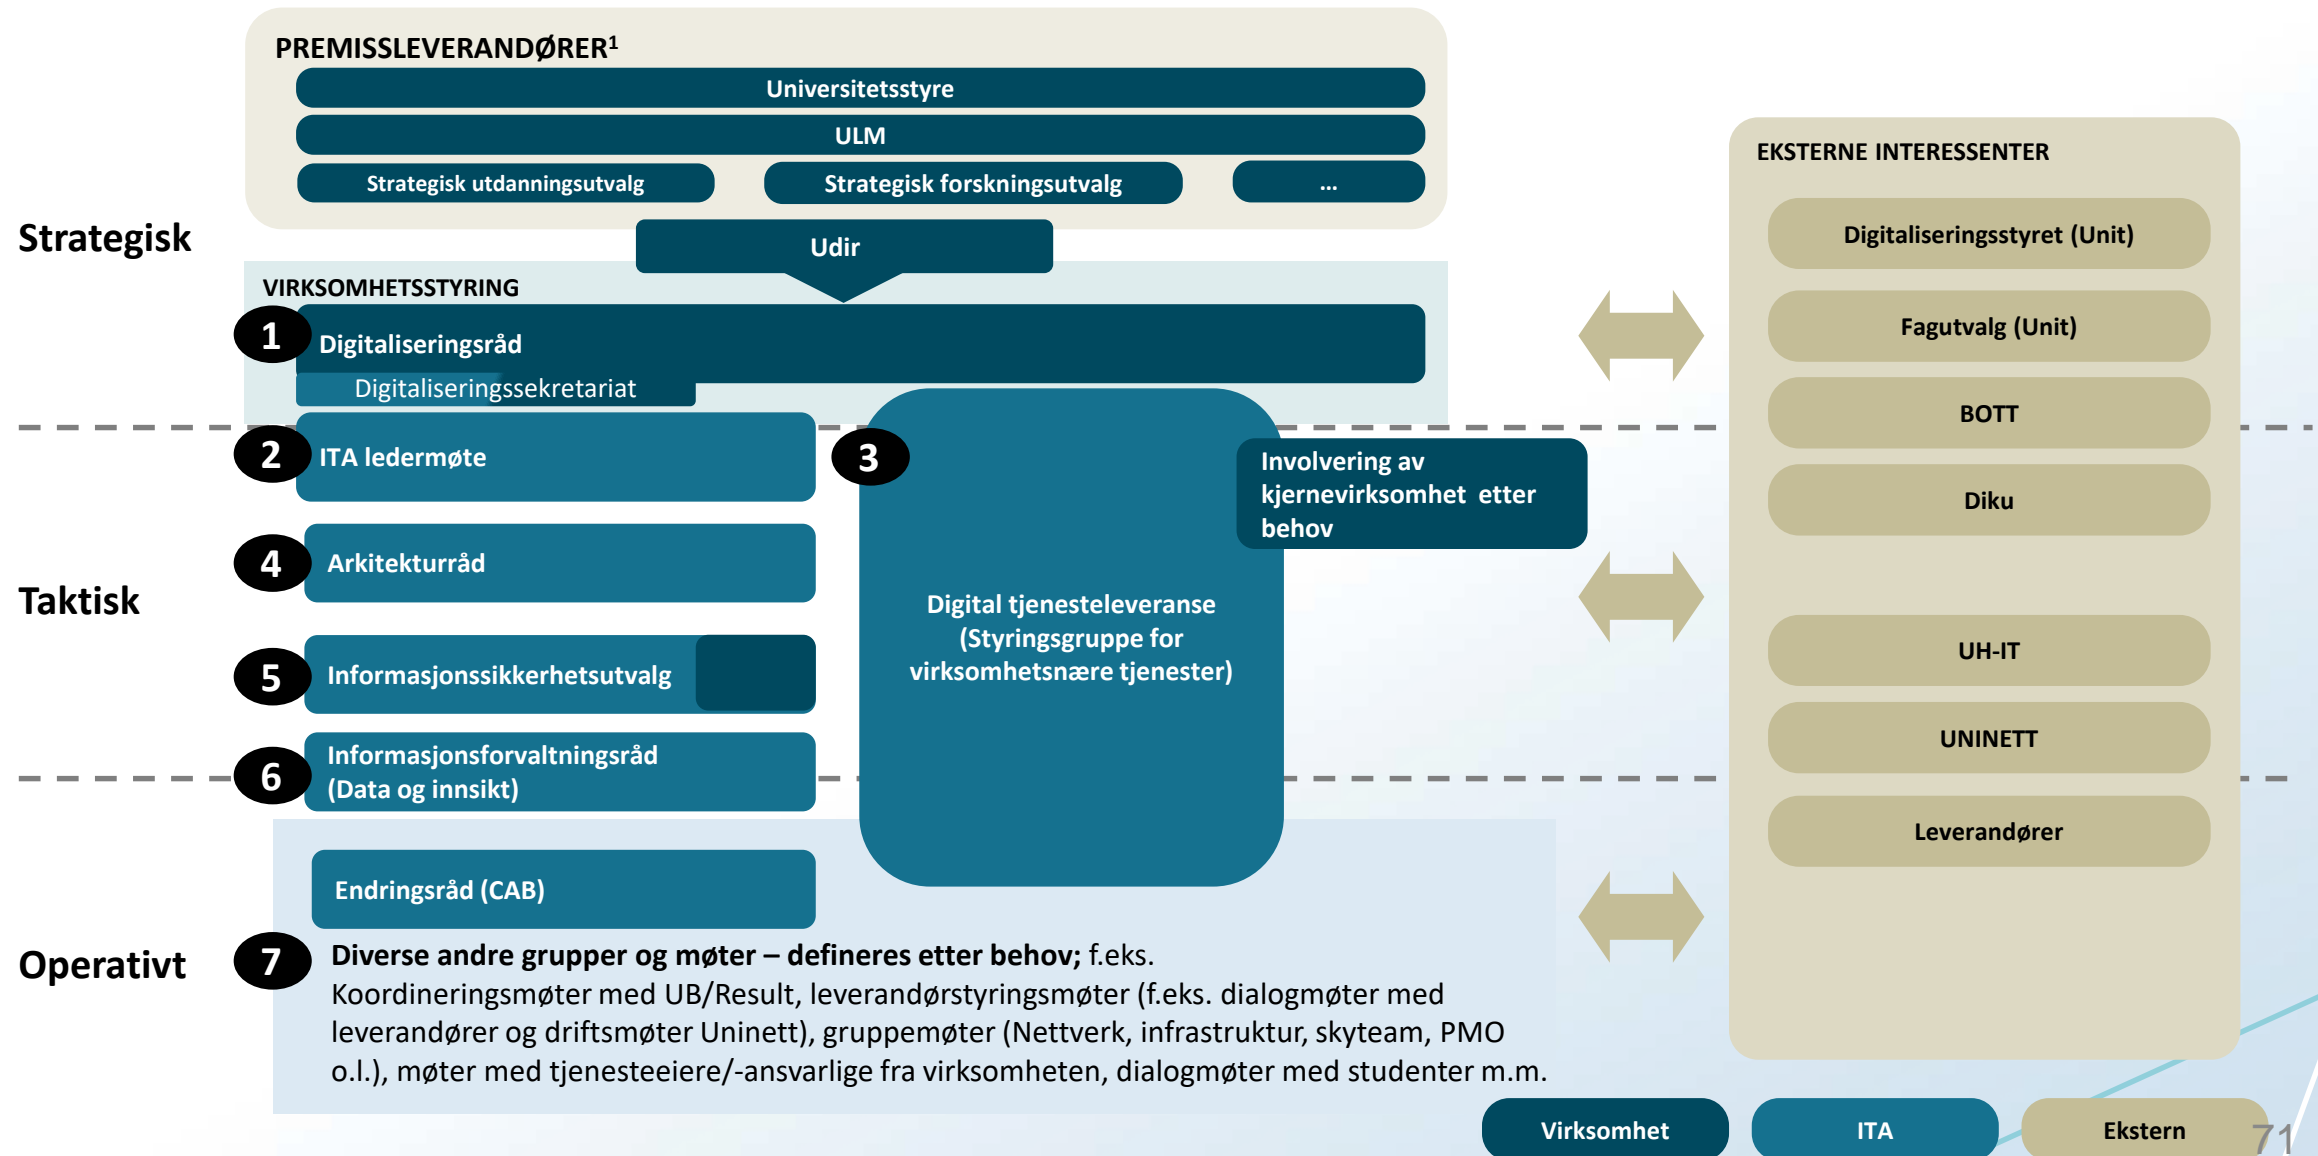 PREMISSLEVERANDØRER¹
Universitetsstyre
ULM
Strategisk utdanningsutvalg
Strategisk forskningsutvalg
...
Udir
Strategisk
VIRKSOMHETSSTYRING
1
Digitaliseringsråd
Digitaliseringssekretariat
2
ITA ledermøte
3
Involvering av
kjernevirksomhet etter
behov
4
Arkitekturråd
Taktisk
Digital tjenesteleveranse
(Styringsgruppe for
virksomhetsnære tjenester)
5
Informasjonssikkerhetsutvalg
6
Informasjonsforvaltningsråd
(Data og innsikt)
Endringsråd (CAB)
Operativt
7
Diverse andre grupper og møter – defineres etter behov; f.eks.
Koordineringsmøter med UB/Result, leverandørstyringsmøter (f.eks. dialogmøter med
leverandører og driftsmøter Uninett), gruppemøter (Nettverk, infrastruktur, skyteam, PMO
o.l.), møter med tjenesteeiere/-ansvarlige fra virksomheten, dialogmøter med studenter m.m.
EKSTERNE INTERESSENTER
Digitaliseringsstyret (Unit)
Fagutvalg (Unit)
BOTT
Diku
UH-IT
UNINETT
Leverandører
Virksomhet
ITA
Ekstern
71